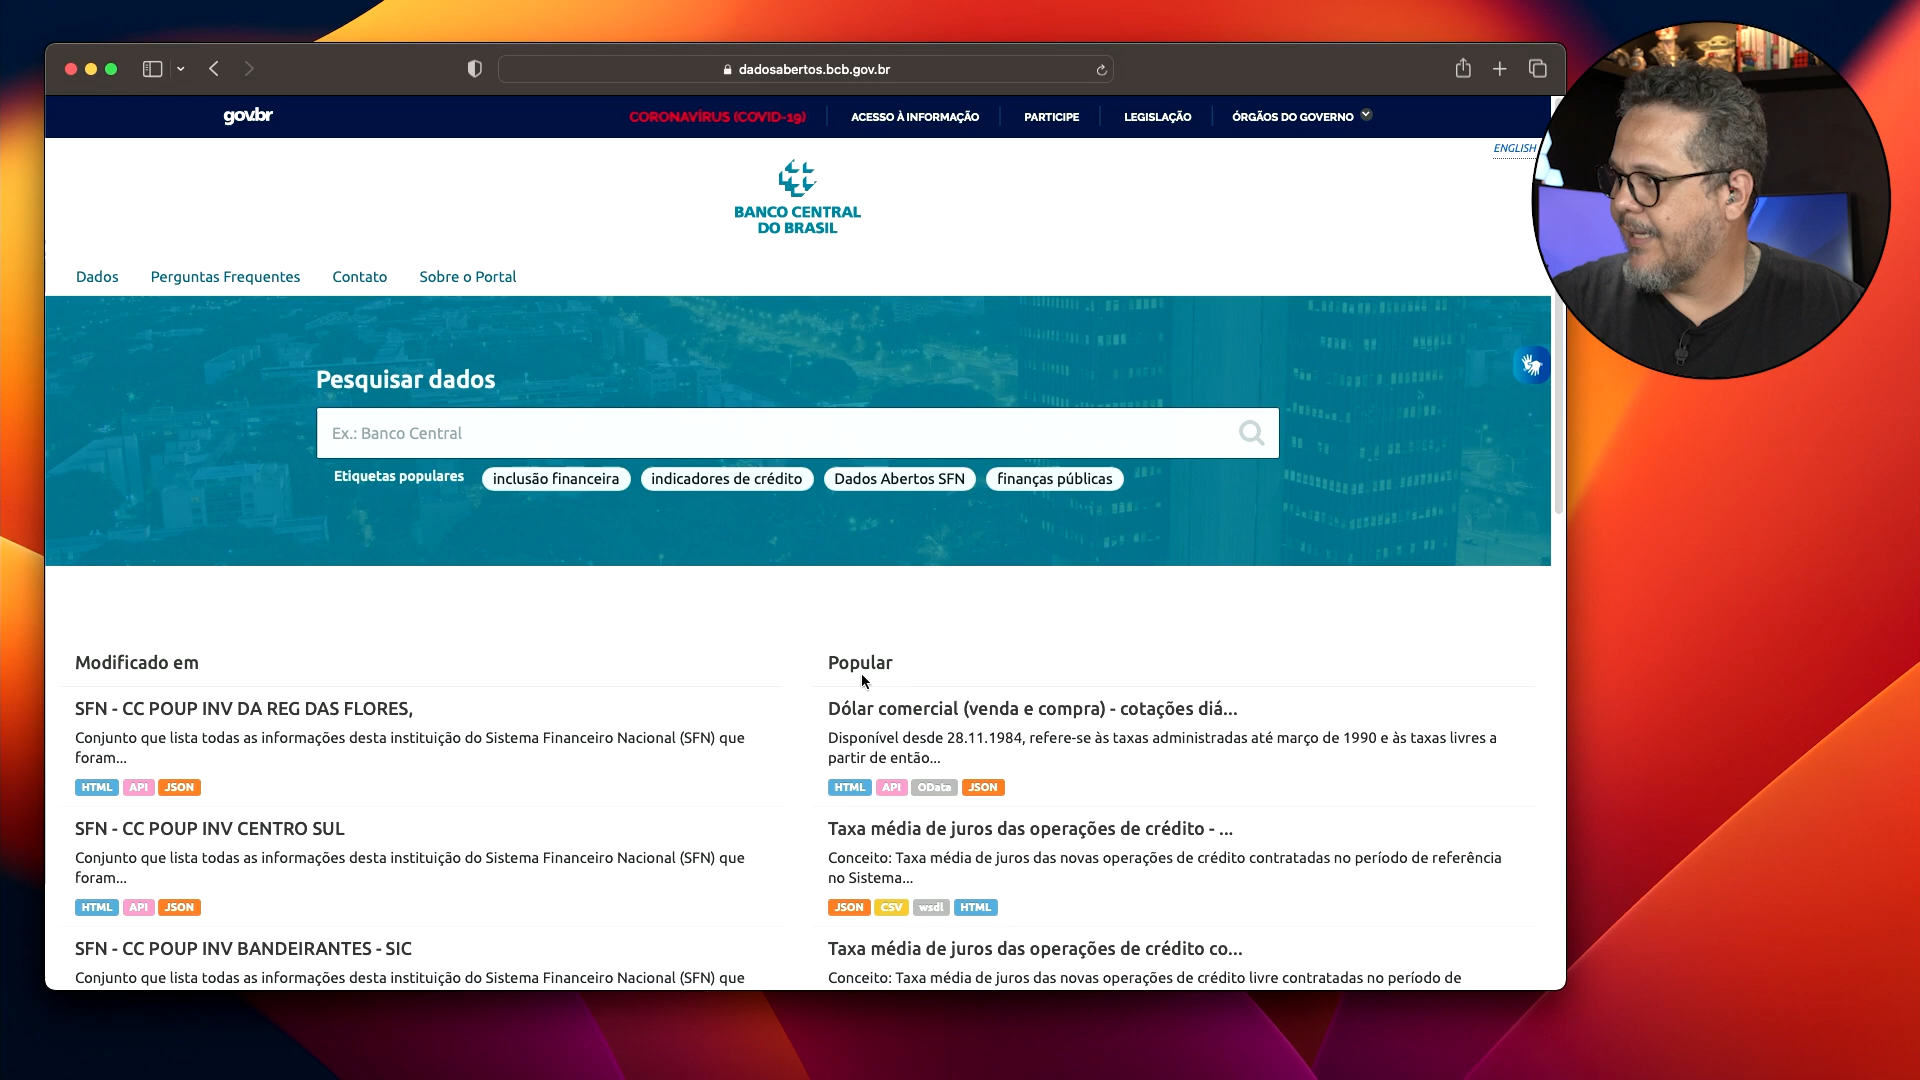 dadosabertos.bcb.gov.br
gov.br
CORONAVÍRUS (COVID-19)
ACESSO À INFORMAÇÃO
PARTICIPE
LEGISLAÇÃO
ÓRGÃOS DO GOVERNO
ENGLISH
BANCO CENTRAL
DO BRASIL
Dados
Perguntas Frequentes
Contato
Sobre o Portal
Pesquisar dados
Ex.: Banco Central
Etiquetas populares
inclusão financeira
indicadores de crédito
Dados Abertos SFN
finanças públicas
Modificado em
SFN - CC POUP INV DA REG DAS FLORES,
Conjunto que lista todas as informações desta instituição do Sistema Financeiro Nacional (SFN) que
foram...
HTML API JSON
SFN - CC POUP INV CENTRO SUL
Conjunto que lista todas as informações desta instituição do Sistema Financeiro Nacional (SFN) que
foram...
HTML API JSON
SFN - CC POUP INV BANDEIRANTES - SIC
Conjunto que lista todas as informações desta instituição do Sistema Financeiro Nacional (SFN) que
Popular
Dólar comercial (venda e compra) - cotações diá...
Disponível desde 28.11.1984, refere-se às taxas administradas até março de 1990 e às taxas livres a
partir de então...
HTML API OData JSON
Taxa média de juros das operações de crédito - ...
Conceito: Taxa média de juros das novas operações de crédito contratadas no período de referência
no Sistema...
JSON CSV wsdl HTML
Taxa média de juros das operações de crédito co...
Conceito: Taxa média de juros das novas operações de crédito livre contratadas no período de